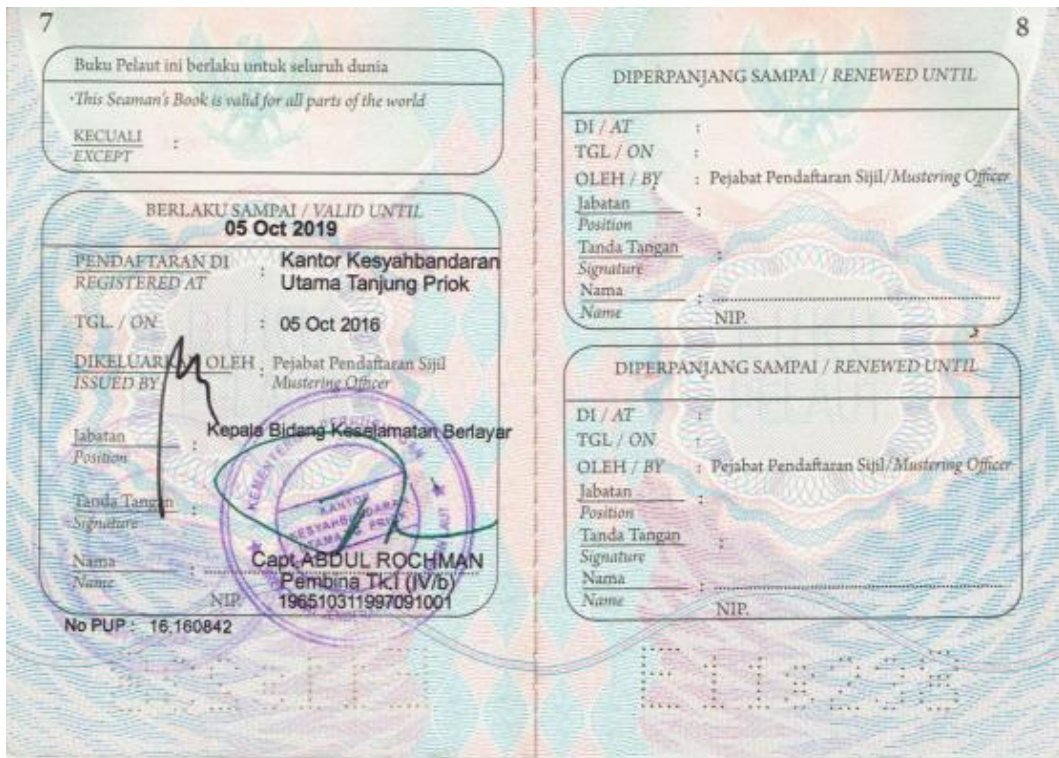 7
Buku Pelaut ini berlaku untuk seluruh dunia
This Seaman's Book is valid for all parts of the world
KECUALI :
EXCEPT
BERLAKU SAMPAI / VALID UNTIL
05 Oct 2019
PENDAFTARAN DI : Kantor Kesyahbandaran
REGISTERED AT Utama Tanjung Priok
TGL. / ON : 05 Oct 2016
DIKELUARKAN OLEH : Pejabat Pendaftaran Sijil
ISSUED BY Mustering Officer
Jabatan : Kepala Bidang Keselamatan Berlayar
Position
Tanda Tangan :
Signature
Nama : Capt ABDUL ROCHMAN
Name Pembina Tk.I (IV/b)
NIP. 196510311997091001
No PUP : 16.160842
8
DIPERPANJANG SAMPAI / RENEWED UNTIL
DI / AT :
TGL / ON :
OLEH / BY : Pejabat Pendaftaran Sijil/Mustering Officer
Jabatan :
Position
Tanda Tangan :
Signature
Nama :
Name NIP.
DIPERPANJANG SAMPAI / RENEWED UNTIL
DI / AT :
TGL / ON :
OLEH / BY : Pejabat Pendaftaran Sijil/Mustering Officer
Jabatan :
Position
Tanda Tangan :
Signature
Nama :
Name NIP.